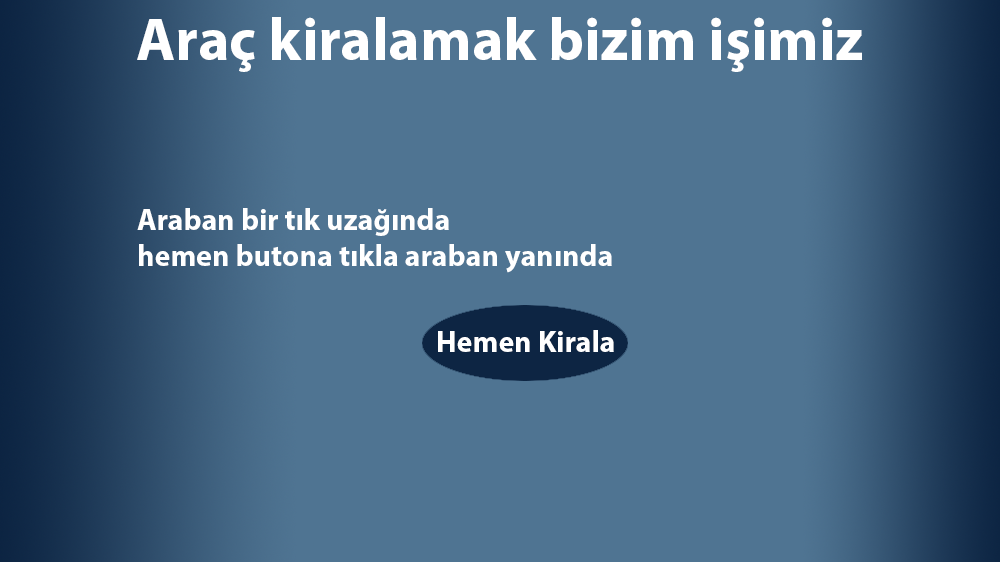 Araç kiralamak bizim işimiz
Araban bir tık uzağında
hemen butona tıkla araban yanında
Hemen Kirala